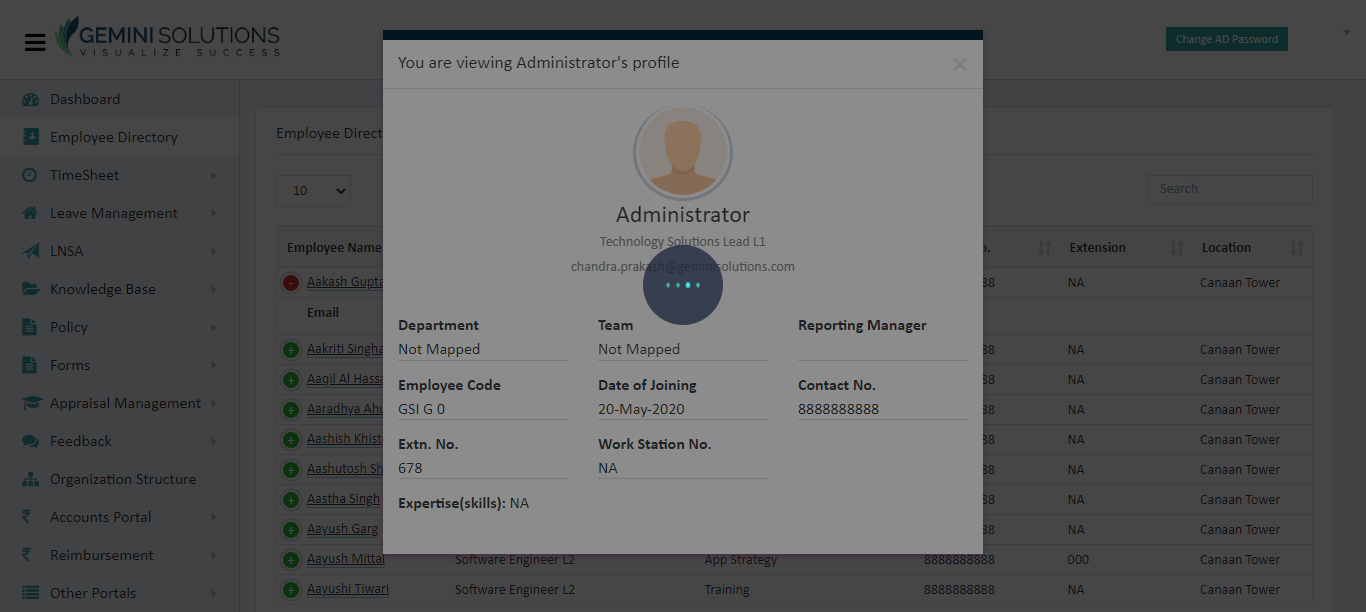 GEMINI SOLUTIONS
VISUALIZE SUCCESS
Change AD Password
You are viewing Administrator's profile
×
Dashboard
Employee Directory
TimeSheet
Leave Management
LNSA
Knowledge Base
Policy
Forms
Appraisal Management
Feedback
Organization Structure
Accounts Portal
Reimbursement
Other Portals
Employee Direct
10
Search
Employee Name
o.
Extension
Location
Aakash Gupta
88
NA
Canaan Tower
Email
Aakriti Singha
88
NA
Canaan Tower
Aaqil Al Hassa
88
NA
Canaan Tower
Aaradhya Ahu
88
NA
Canaan Tower
Aashish Khist
88
NA
Canaan Tower
Aashutosh Sh
88
NA
Canaan Tower
Aastha Singh
88
NA
Canaan Tower
Aayush Garg
88
NA
Canaan Tower
Aayush Mittal
Software Engineer L2
App Strategy
8888888888
000
Canaan Tower
Aayushi Tiwari
Software Engineer L2
Training
8888888888
NA
Canaan Tower
Administrator
Technology Solutions Lead L1
chandra.prakash@geminisolutions.com
Department
Not Mapped
Team
Not Mapped
Reporting Manager
Employee Code
GSI G 0
Date of Joining
20-May-2020
Contact No.
8888888888
Extn. No.
678
Work Station No.
NA
Expertise(skills): NA